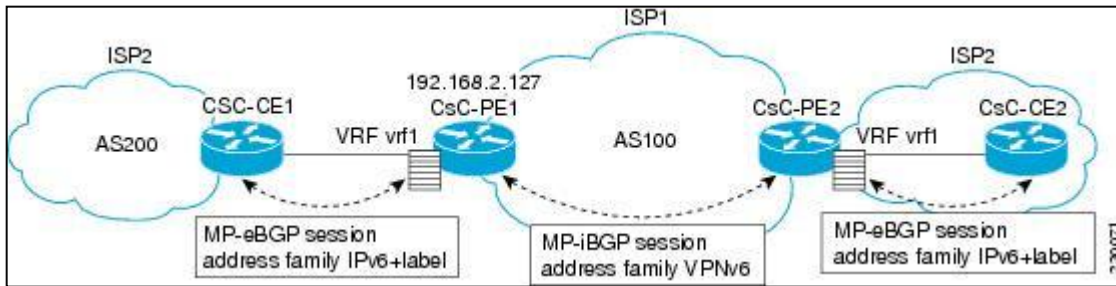 ISP1
ISP2
ISP2
192.168.2.127
CSC-CE1
CsC-PE1
CsC-PE2
CsC-CE2
AS200
VRF vrf1
AS100
VRF vrf1
MP-eBGP session
address family IPv6+label
MP-iBGP session
address family VPNv6
MP-eBGP session
address family IPv6+label